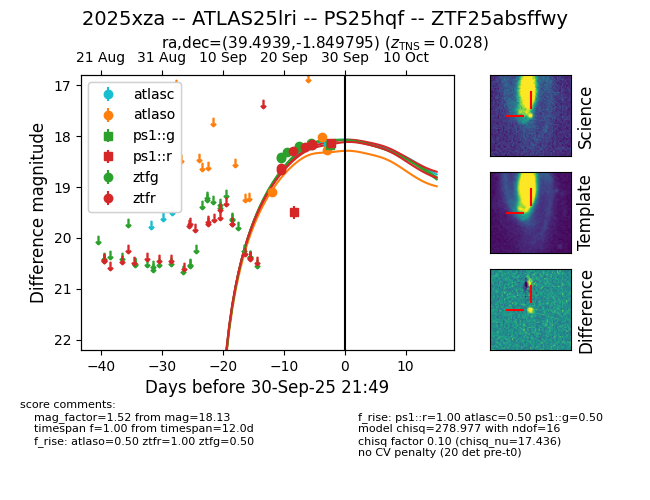 2025xza -- ATLAS25lri -- PS25hqf -- ZTF25absffwy
ra,dec=(39.4939,-1.849795) (z_TNS = 0.028)
21 Aug 31 Aug 10 Sep 20 Sep 30 Sep 10 Oct
17
18
19
20
21
22
Difference magnitude
atlasc
atlaso
ps1::g
ps1::r
ztfg
ztfr
−40 −30 −20 −10 0 10
Days before 30-Sep-25 21:49
Science
Template
Difference
score comments:
mag_factor=1.52 from mag=18.13
timespan f=1.00 from timespan=12.0d
f_rise: atlaso=0.50 ztfr=1.00 ztfg=0.50
f_rise: ps1::r=1.00 atlasc=0.50 ps1::g=0.50
model chisq=278.977 with ndof=16
chisq factor 0.10 (chisq_nu=17.436)
no CV penalty (20 det pre-t0)